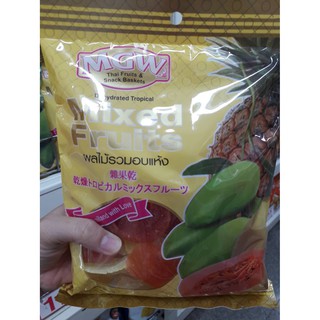 MGW
Thai Fruits &
Snack Baskets
Dehydrated Tropical
Mixed
Fruits
ผลไม้รวมอบแห้ง
雜果乾
乾燥トロピカルミックスフルーツ
with Love